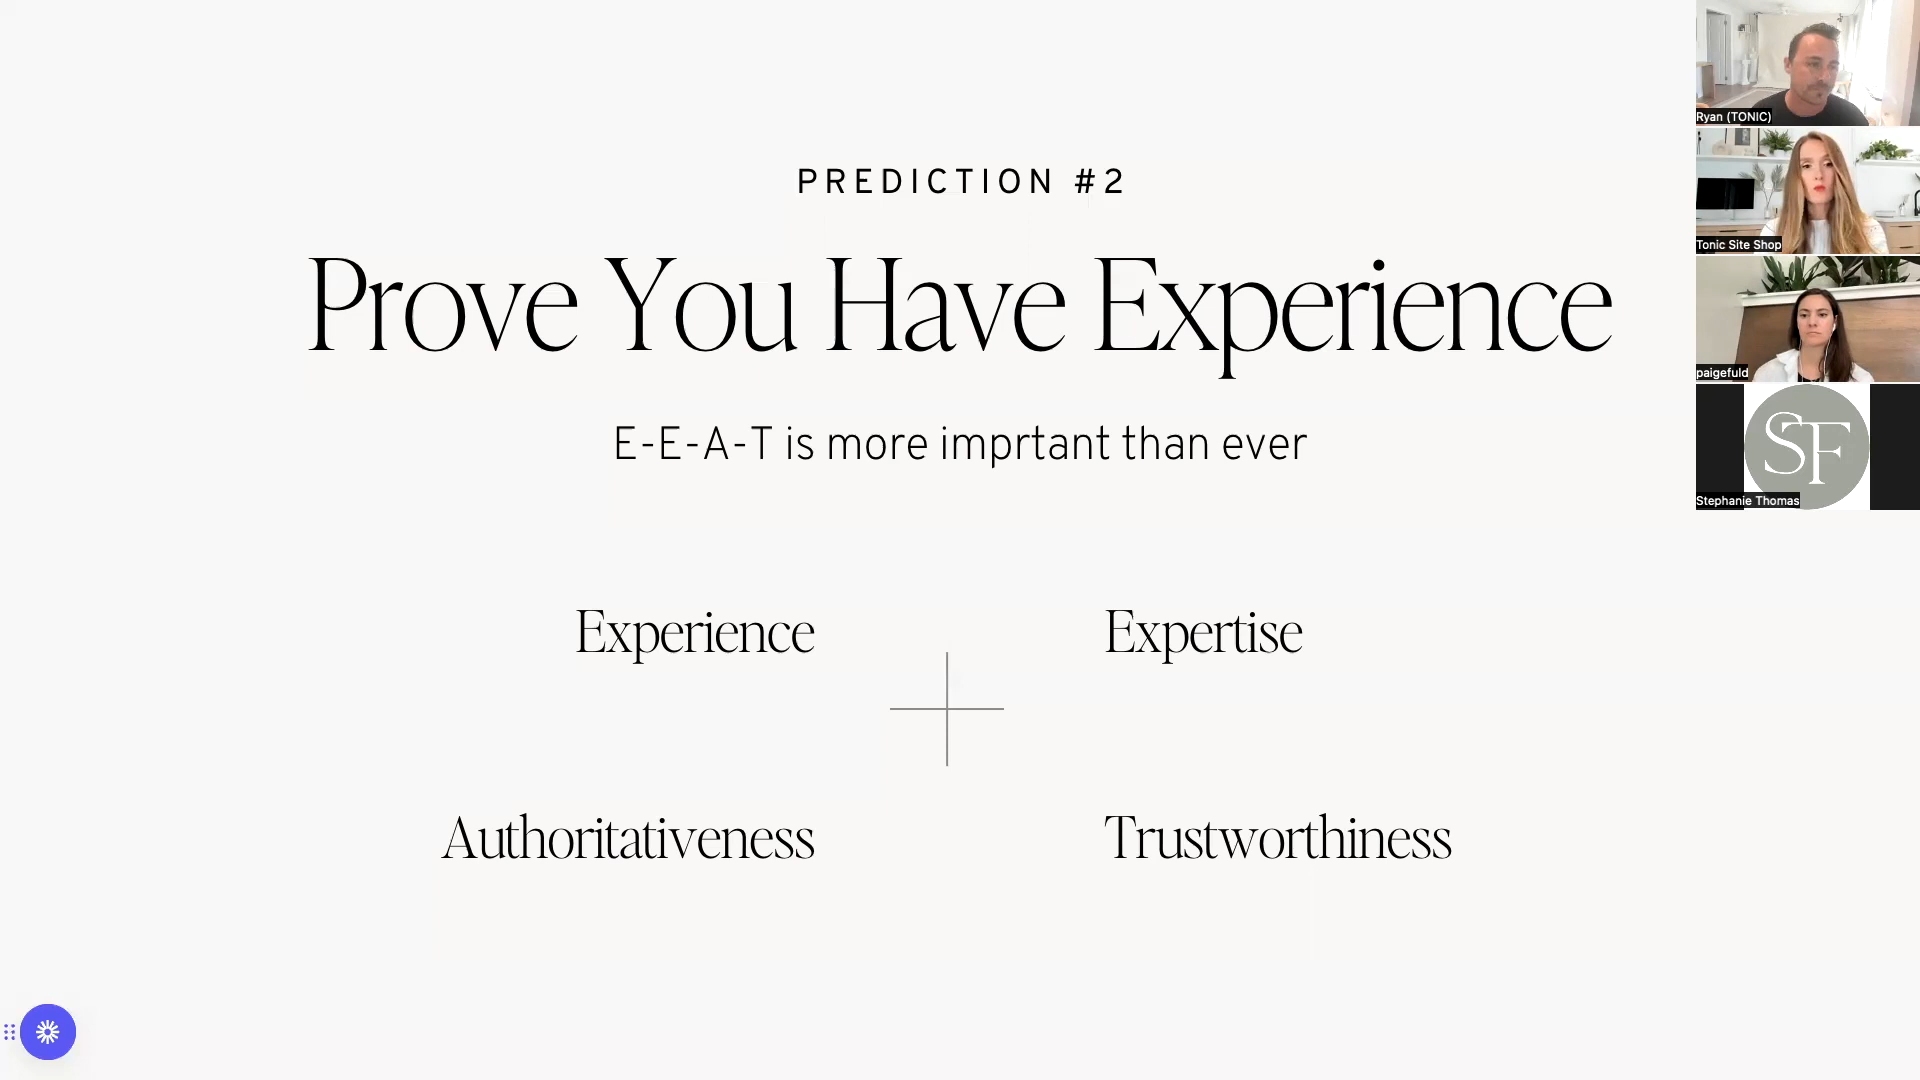 PREDICTION #2
Prove You Have Experience
E-E-A-T is more imprtant than ever
Experience
Expertise
Authoritativeness
Trustworthiness
Ryan (TONIC)
Tonic Site Shop
paigefuld
SF
Stephanie Thomas